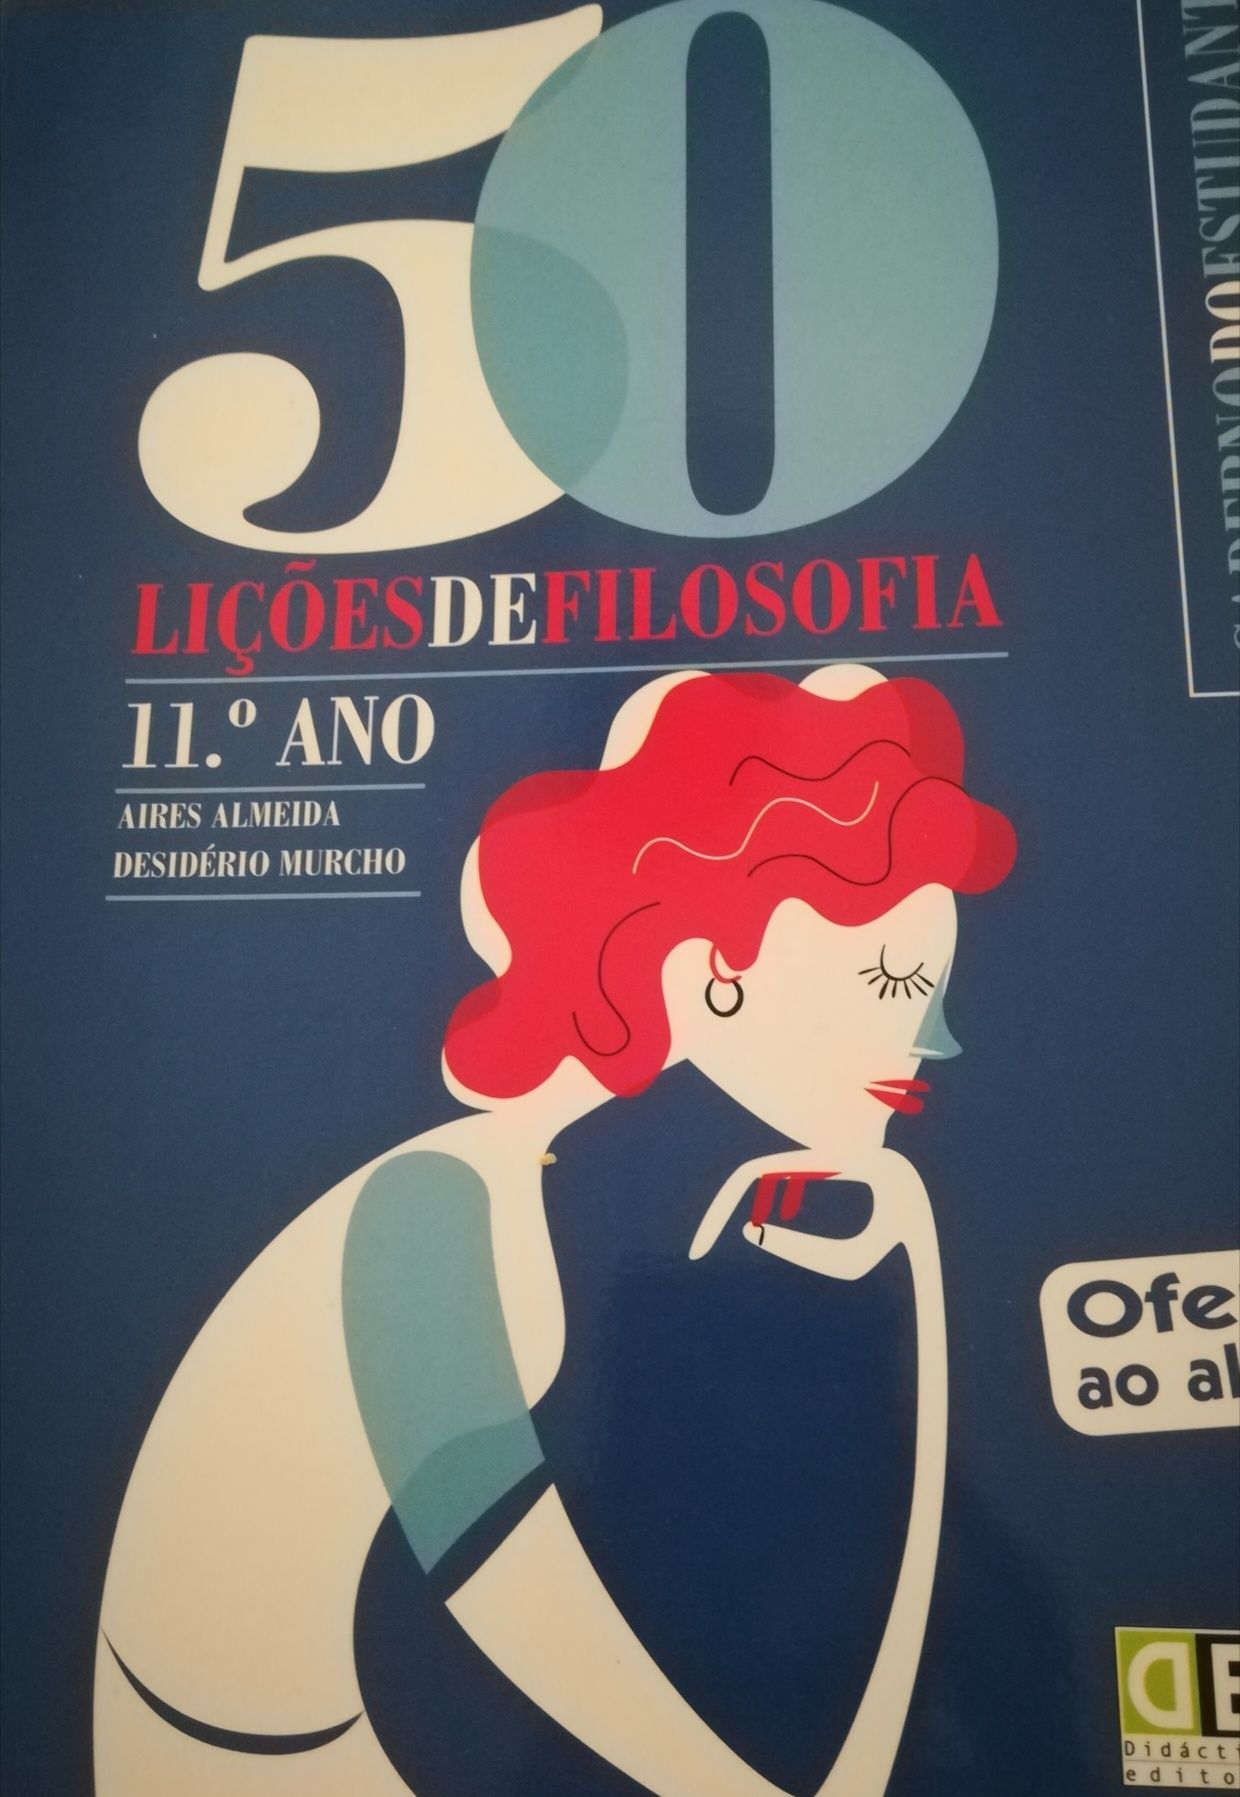 50
LIÇÕESDEFILOSOFIA
11.º ANO
AIRES ALMEIDA
DESIDÉRIO MURCHO
CADERNODOESTUDANT
Ofe
ao al
DE
Didácti
edito